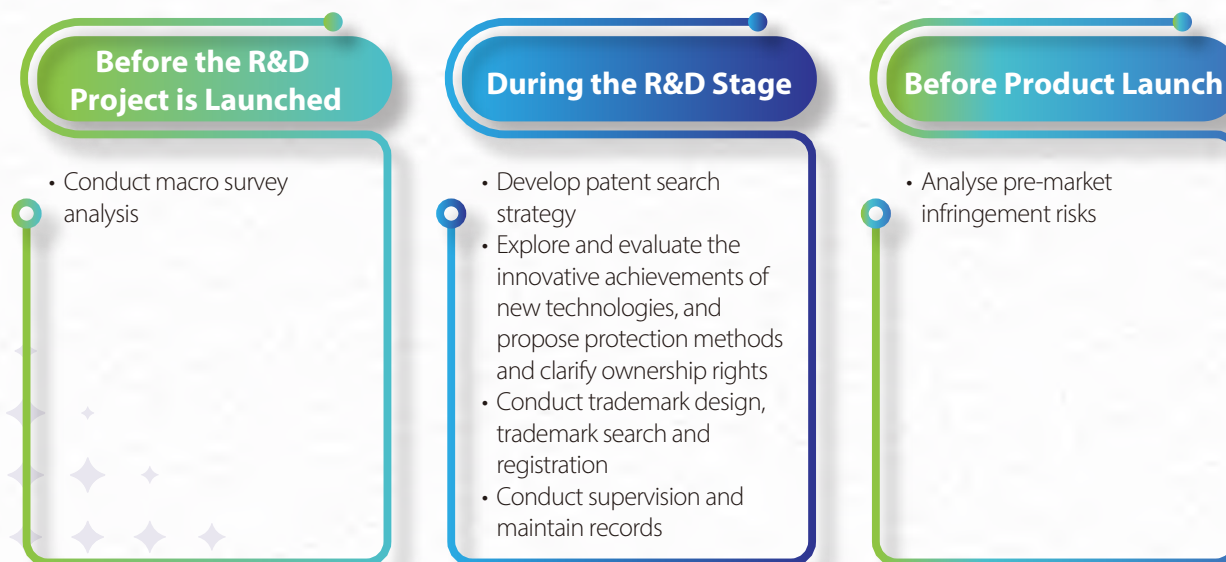 Before the R&D
Project is Launched
• Conduct macro survey
analysis
During the R&D Stage
• Develop patent search
strategy
• Explore and evaluate the
innovative achievements of
new technologies, and
propose protection methods
and clarify ownership rights
• Conduct trademark design,
trademark search and
registration
• Conduct supervision and
maintain records
Before Product Launch
• Analyse pre-market
infringement risks